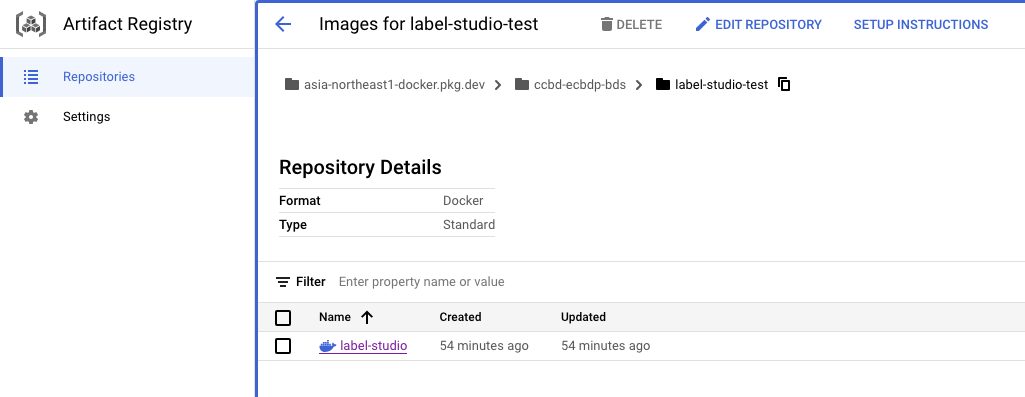 Artifact Registry
Images for label-studio-test
DELETE
EDIT REPOSITORY
SETUP INSTRUCTIONS
Repositories
Settings
asia-northeast1-docker.pkg.dev
ccbd-ecbdp-bds
label-studio-test
Repository Details
Format Docker
Type Standard
Filter Enter property name or value
Name Created Updated
label-studio 54 minutes ago 54 minutes ago